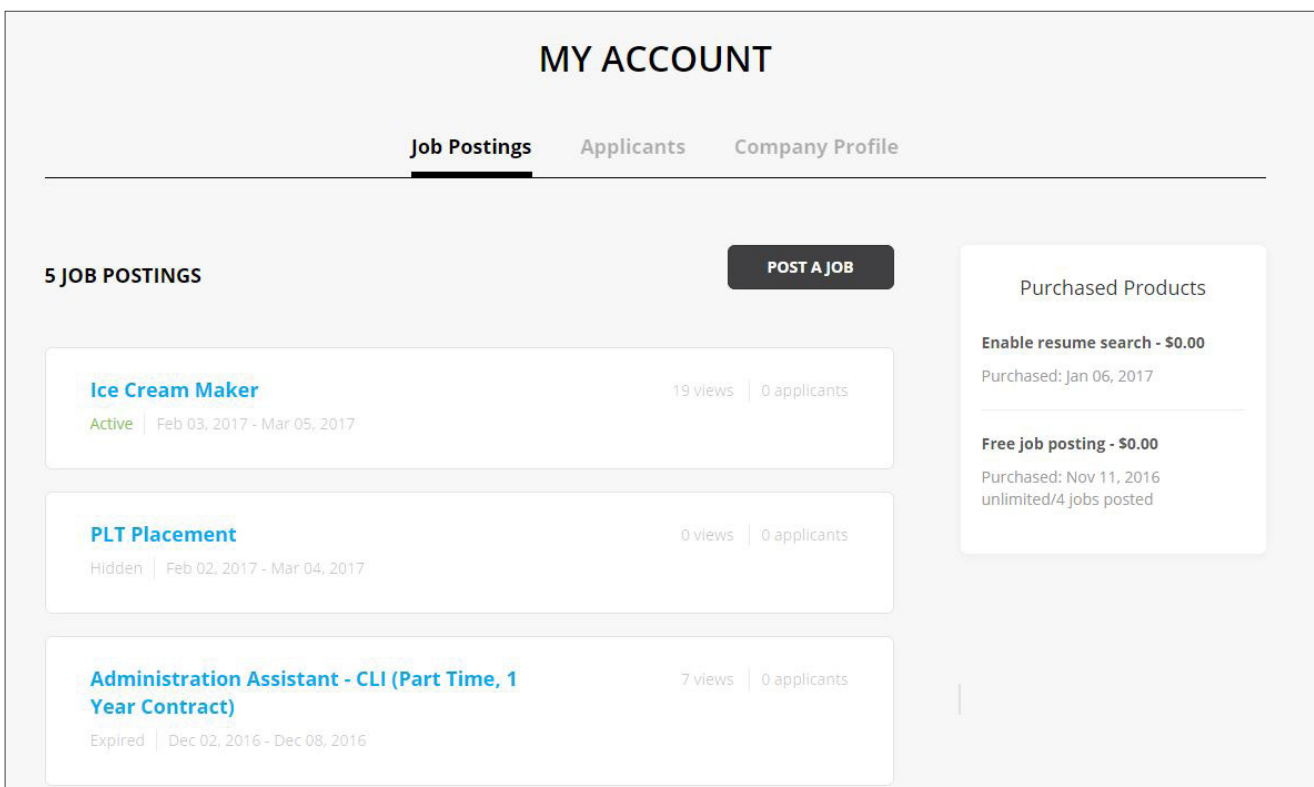 MY ACCOUNT
Job Postings Applicants Company Profile
5 JOB POSTINGS
POST A JOB
Ice Cream Maker
19 views 0 applicants
Active Feb 03, 2017 - Mar 05, 2017
PLT Placement
0 views 0 applicants
Hidden Feb 02, 2017 - Mar 04, 2017
Administration Assistant - CLI (Part Time, 1
Year Contract)
7 views 0 applicants
Expired Dec 02, 2016 - Dec 08, 2016
Purchased Products
Enable resume search - $0.00
Purchased: Jan 06, 2017
Free job posting - $0.00
Purchased: Nov 11, 2016
unlimited/4 jobs posted